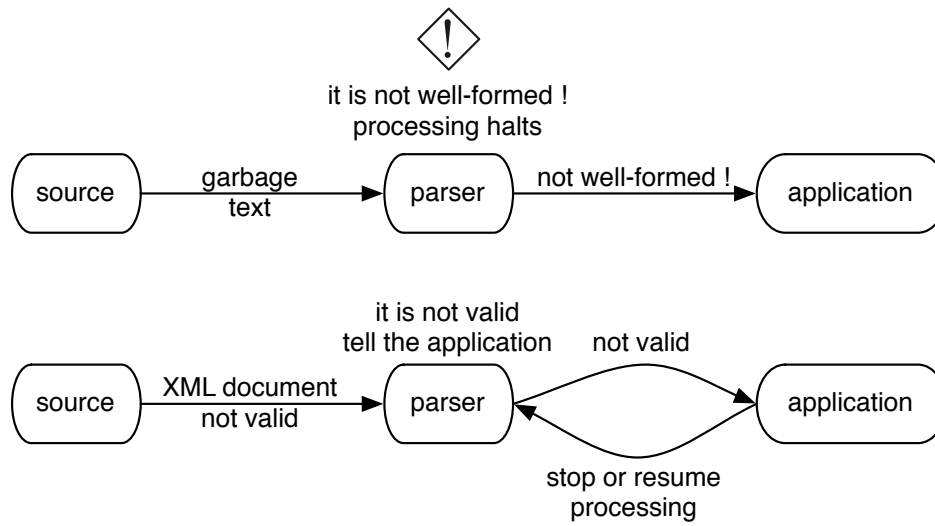 !
it is not well-formed !
processing halts
source
garbage
text
parser
not well-formed !
application
it is not valid
tell the application
not valid
source
XML document
not valid
parser
application
stop or resume
processing